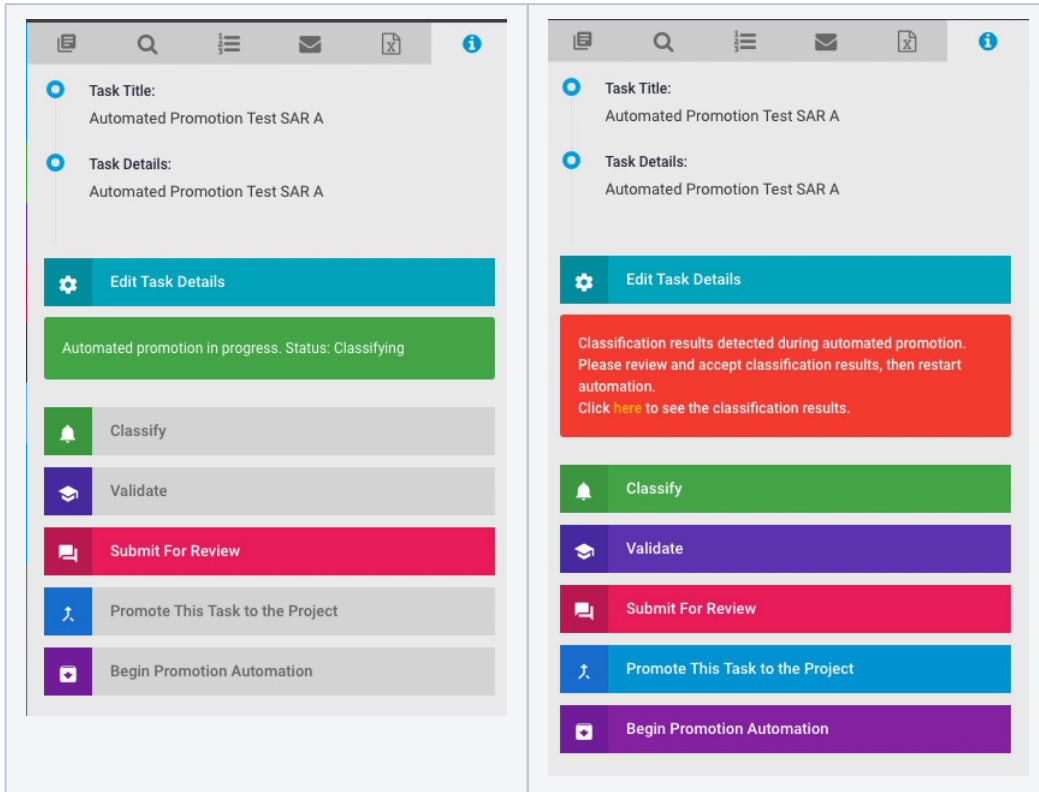 Task Title:
Automated Promotion Test SAR A
Task Details:
Automated Promotion Test SAR A
Edit Task Details
Automated promotion in progress. Status: Classifying
Classify
Validate
Submit For Review
Promote This Task to the Project
Begin Promotion Automation
Task Title:
Automated Promotion Test SAR A
Task Details:
Automated Promotion Test SAR A
Edit Task Details
Classification results detected during automated promotion.
Please review and accept classification results, then restart
automation.
Click here to see the classification results.
Classify
Validate
Submit For Review
Promote This Task to the Project
Begin Promotion Automation